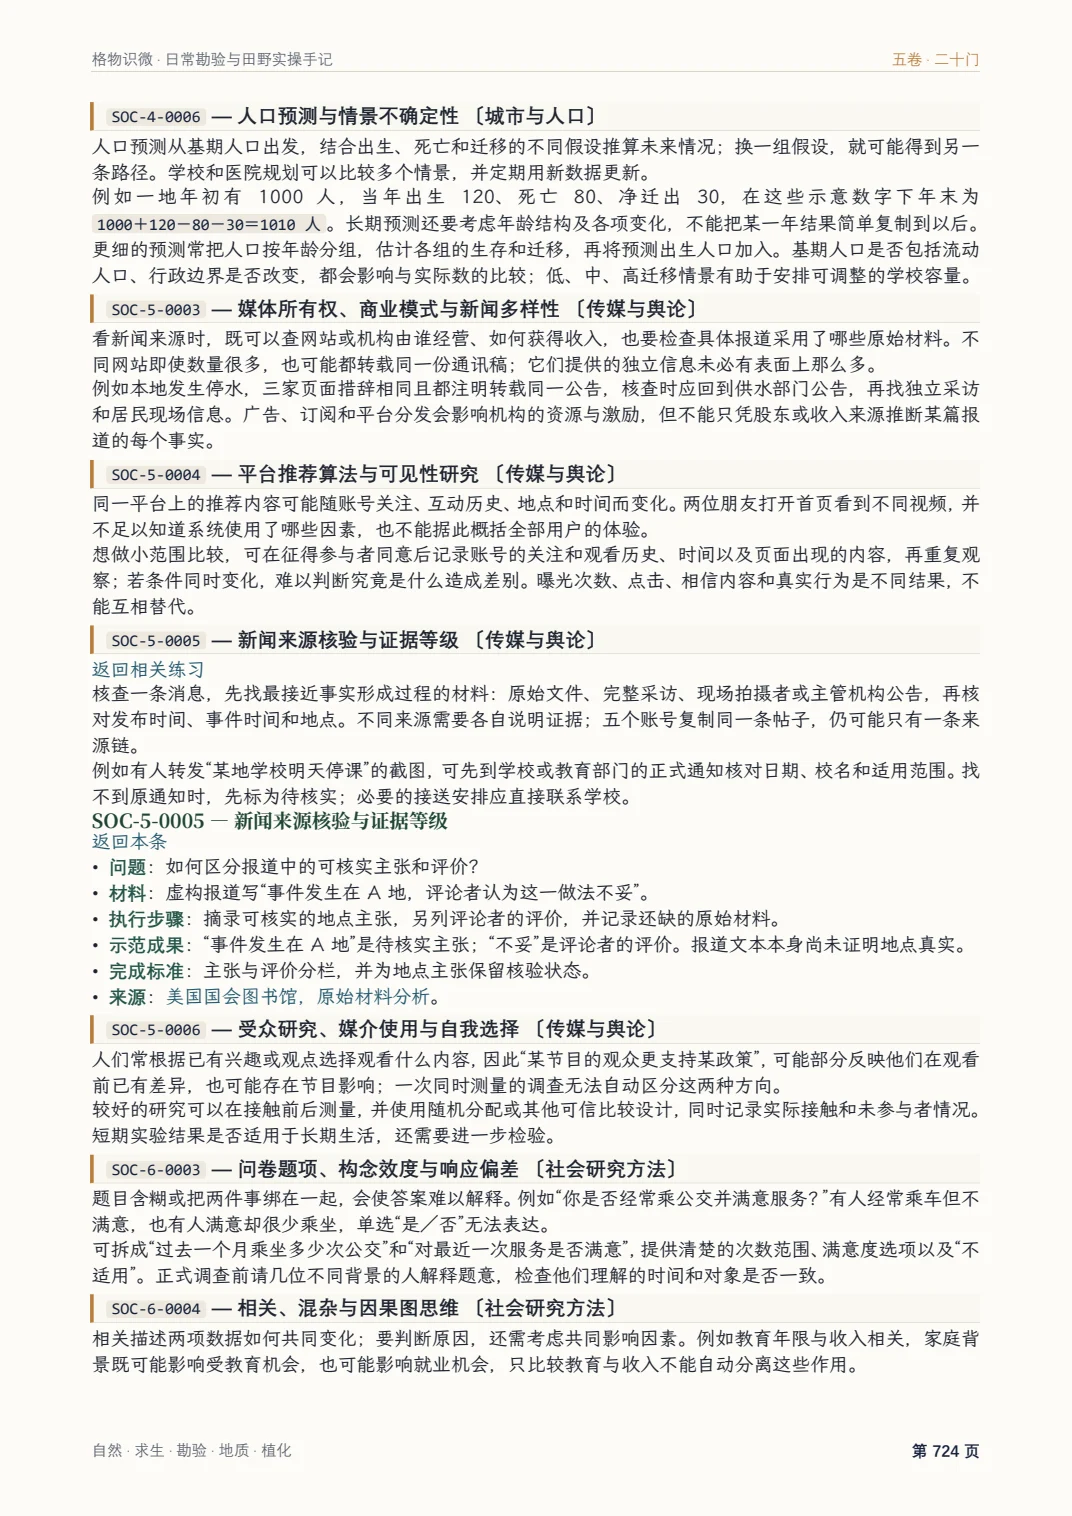 格物识微 · 日常勘验与田野实操手记
五卷 · 二十门
SOC-4-0006 — 人口预测与情景不确定性 〔城市与人口〕
人口预测从基期人口出发，结合出生、死亡和迁移的不同假设推算未来情况；换一组假设，就可能得到另一
条路径。学校和医院规划可以比较多个情景，并定期用新数据更新。
例如一地年初有 1000 人，当年出生 120、死亡 80、净迁出 30，在这些示意数字下年末为
1000＋120－80－30＝1010 人。长期预测还要考虑年龄结构及各项变化，不能把某一年结果简单复制到以后。
更细的预测常把人口按年龄分组，估计各组的生存和迁移，再将预测出生人口加入。基期人口是否包括流动
人口、行政边界是否改变，都会影响与实际数的比较；低、中、高迁移情景有助于安排可调整的学校容量。
SOC-5-0003 — 媒体所有权、商业模式与新闻多样性 〔传媒与舆论〕
看新闻来源时，既可以查网站或机构由谁经营、如何获得收入，也要检查具体报道采用了哪些原始材料。不
同网站即使数量很多，也可能都转载同一份通讯稿；它们提供的独立信息未必有表面上那么多。
例如本地发生停水，三家页面措辞相同且都注明转载同一公告，核查时应回到供水部门公告，再找独立采访
和居民现场信息。广告、订阅和平台分发会影响机构的资源与激励，但不能只凭股东或收入来源推断某篇报
道的每个事实。
SOC-5-0004 — 平台推荐算法与可见性研究 〔传媒与舆论〕
同一平台上的推荐内容可能随账号关注、互动历史、地点和时间而变化。两位朋友打开首页看到不同视频，并
不足以知道系统使用了哪些因素，也不能据此概括全部用户的体验。
想做小范围比较，可在征得参与者同意后记录账号的关注和观看历史、时间以及页面出现的内容，再重复观
察；若条件同时变化，难以判断究竟是什么造成差别。曝光次数、点击、相信内容和真实行为是不同结果，不
能互相替代。
SOC-5-0005 — 新闻来源核验与证据等级 〔传媒与舆论〕
返回相关练习
核查一条消息，先找最接近事实形成过程的材料：原始文件、完整采访、现场拍摄者或主管机构公告，再核
对发布时间、事件时间和地点。不同来源需要各自说明证据；五个账号复制同一条帖子，仍可能只有一条来
源链。
例如有人转发“某地学校明天停课”的截图，可先到学校或教育部门的正式通知核对日期、校名和适用范围。找
不到原通知时，先标为待核实；必要的接送安排应直接联系学校。
SOC-5-0005 — 新闻来源核验与证据等级
返回本条
• 问题：如何区分报道中的可核实主张和评价？
• 材料：虚构报道写“事件发生在 A 地，评论者认为这一做法不妥”。
• 执行步骤：摘录可核实的地点主张，另列评论者的评价，并记录还缺的原始材料。
• 示范成果：“事件发生在 A 地”是待核实主张；“不妥”是评论者的评价。报道文本本身尚未证明地点真实。
• 完成标准：主张与评价分栏，并为地点主张保留核验状态。
• 来源：美国国会图书馆，原始材料分析。
SOC-5-0006 — 受众研究、媒介使用与自我选择 〔传媒与舆论〕
人们常根据已有兴趣或观点选择观看什么内容，因此“某节目的观众更支持某政策”，可能部分反映他们在观看
前已有差异，也可能存在节目影响；一次同时测量的调查无法自动区分这两种方向。
较好的研究可以在接触前后测量，并使用随机分配或其他可信比较设计，同时记录实际接触和未参与者情况。
短期实验结果是否适用于长期生活，还需要进一步检验。
SOC-6-0003 — 问卷题项、构念效度与响应偏差 〔社会研究方法〕
题目含糊或把两件事绑在一起，会使答案难以解释。例如“你是否经常乘公交并满意服务？”有人经常乘车但不
满意，也有人满意却很少乘坐，单选“是／否”无法表达。
可拆成“过去一个月乘坐多少次公交”和“对最近一次服务是否满意”，提供清楚的次数范围、满意度选项以及“不
适用”。正式调查前请几位不同背景的人解释题意，检查他们理解的时间和对象是否一致。
SOC-6-0004 — 相关、混杂与因果图思维 〔社会研究方法〕
相关描述两项数据如何共同变化；要判断原因，还需考虑共同影响因素。例如教育年限与收入相关，家庭背
景既可能影响受教育机会，也可能影响就业机会，只比较教育与收入不能自动分离这些作用。
自然 · 求生 · 勘验 · 地质 · 植化
第 724 页